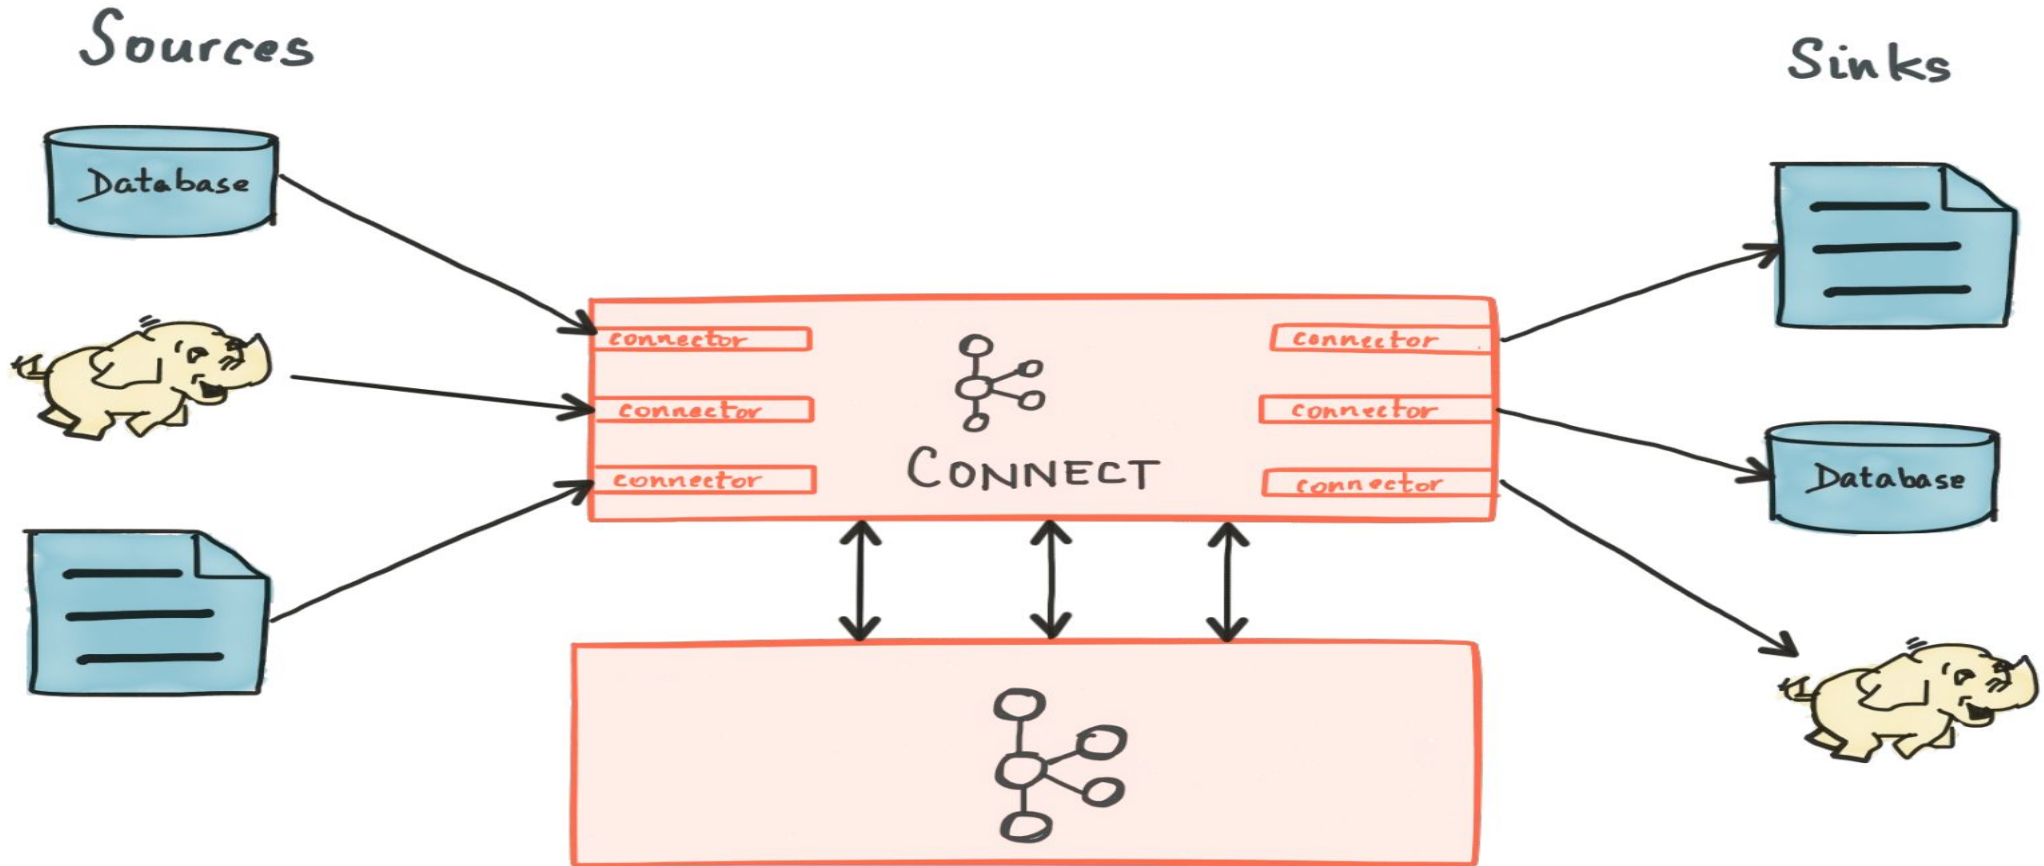 Sources
Sinks
Database
connector
connector
connector
CONNECT
connector
connector
connector
Database